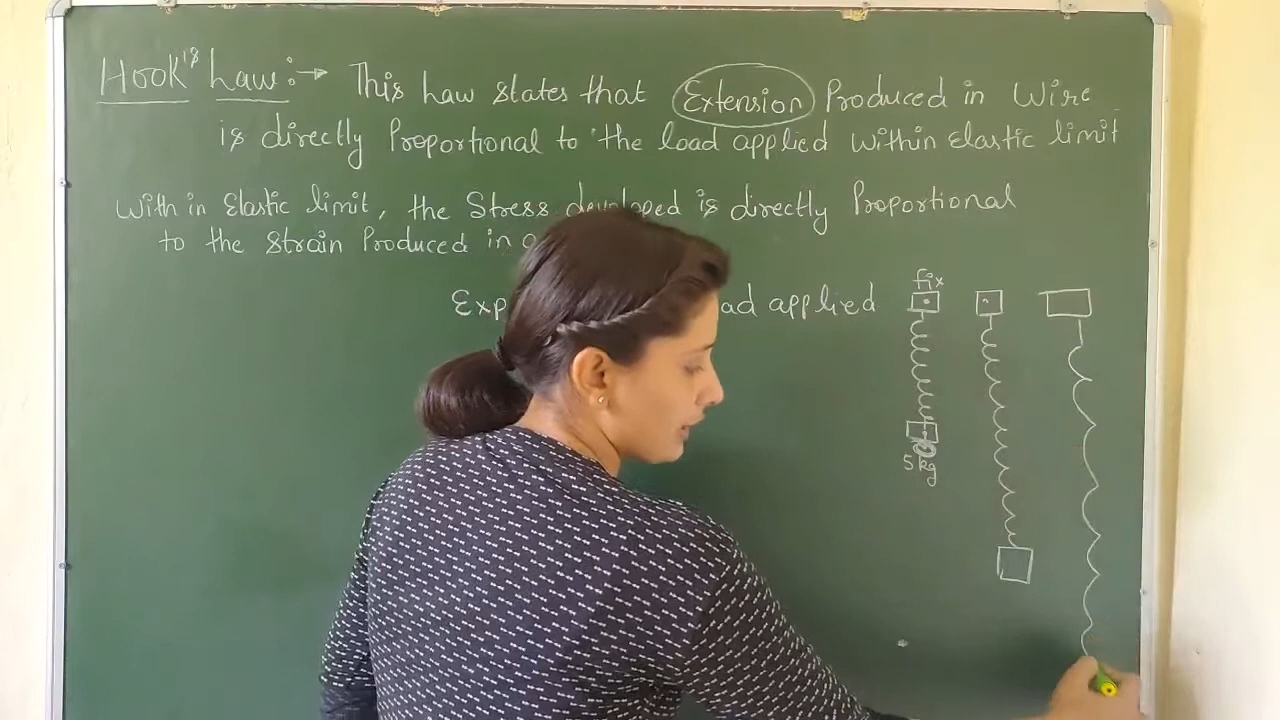 Hook's Law :→ This Law States that Extension Produced in Wire
is directly Proportional to the load applied within elastic limit
With in Elastic limit, the Stress developed is directly Proportional
to the Strain Produced in
ad applied
fix
5 kg